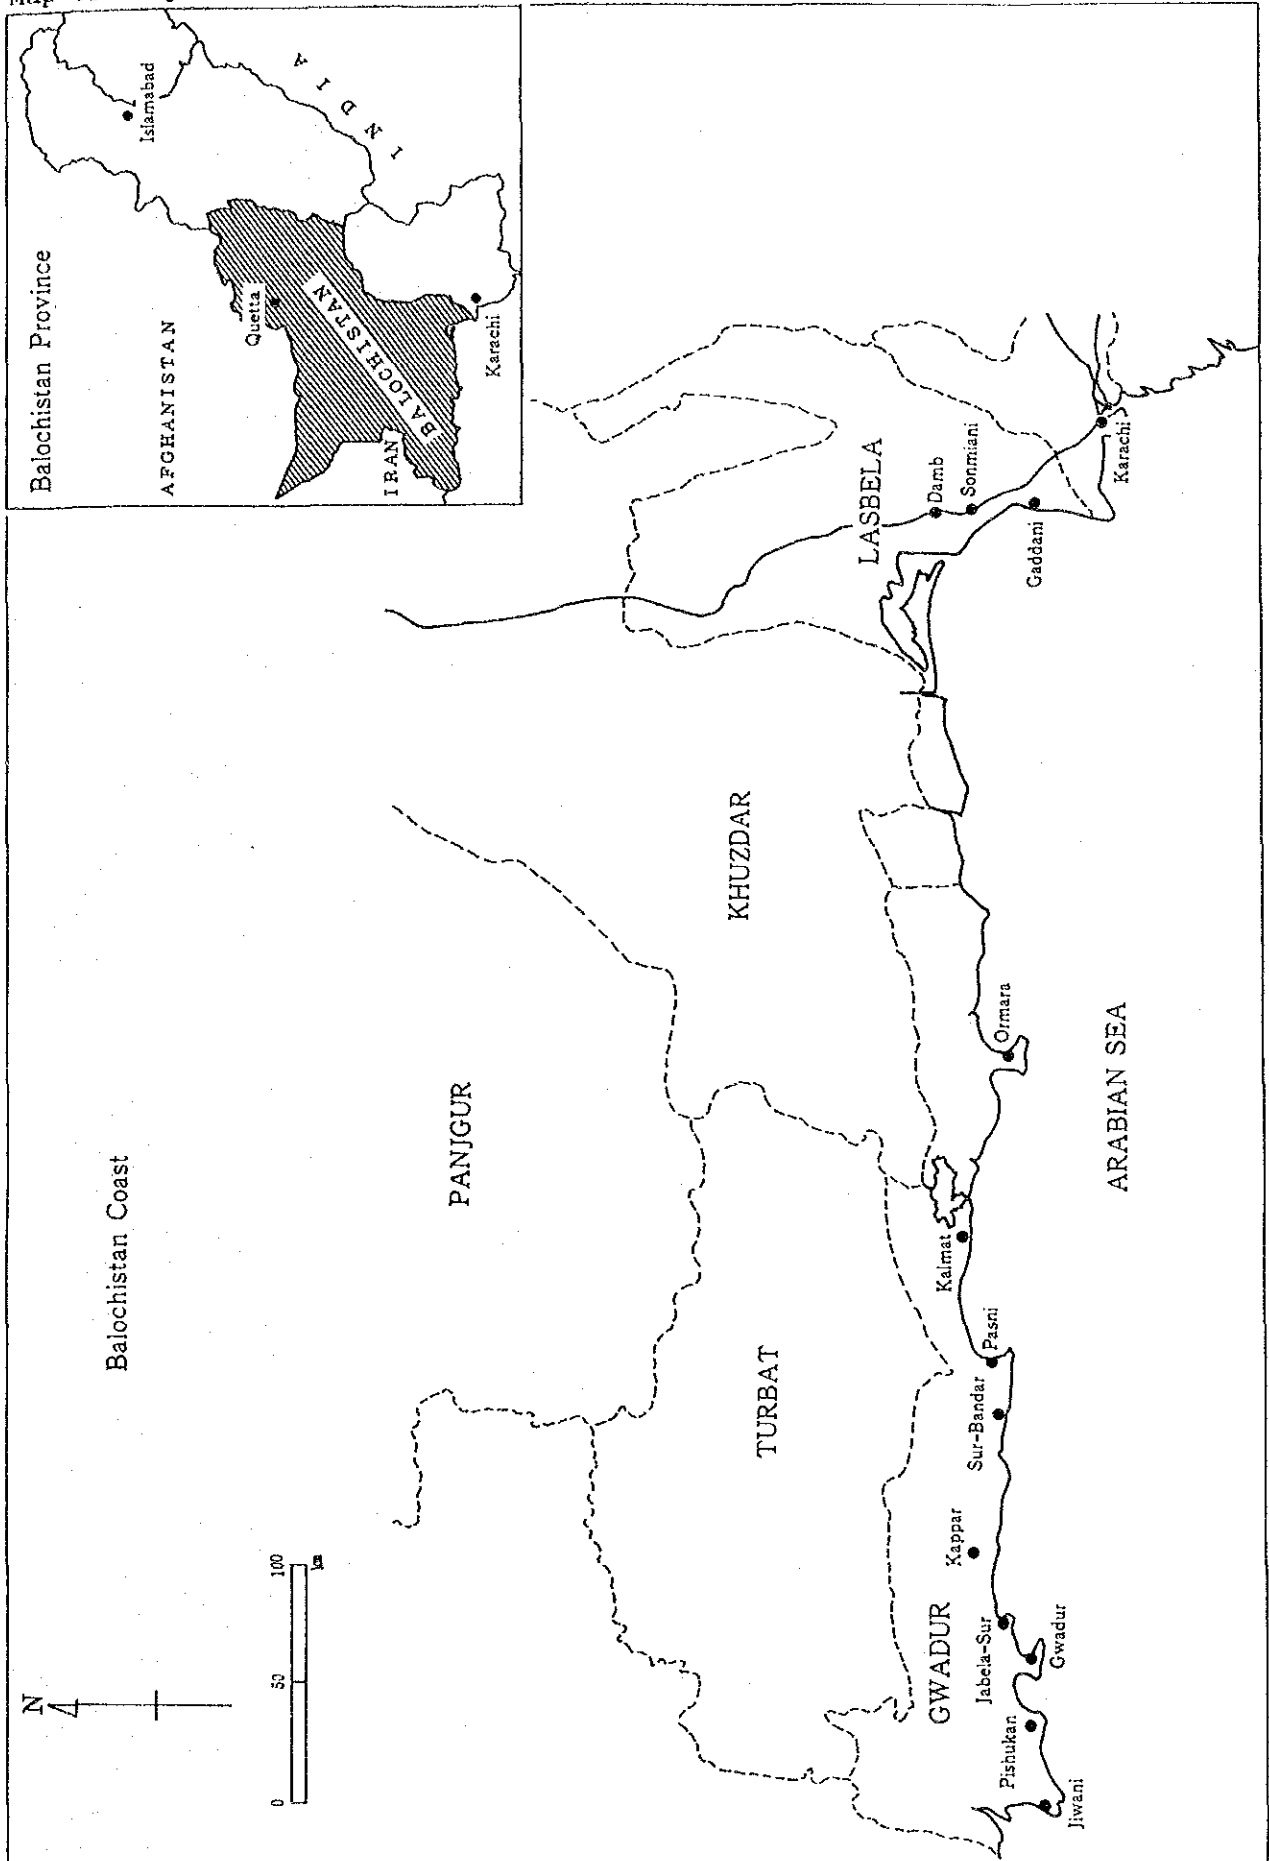 Balochistan Coast
N
0 50 100
km
Balochistan Province
AFGHANISTAN
IRAN
INDIA
Islamabad
Quetta
BALOCHISTAN
Karachi
PANJGUR
KHUZDAR
TURBAT
LASBELA
GWADUR
Damb
Sonmiani
Gaddani
Karachi
Ormara
Kalmat
Pasni
Sur-Bandar
Kappar
Jabela-Sur
Gwadur
Pishukan
Jiwani
ARABIAN SEA